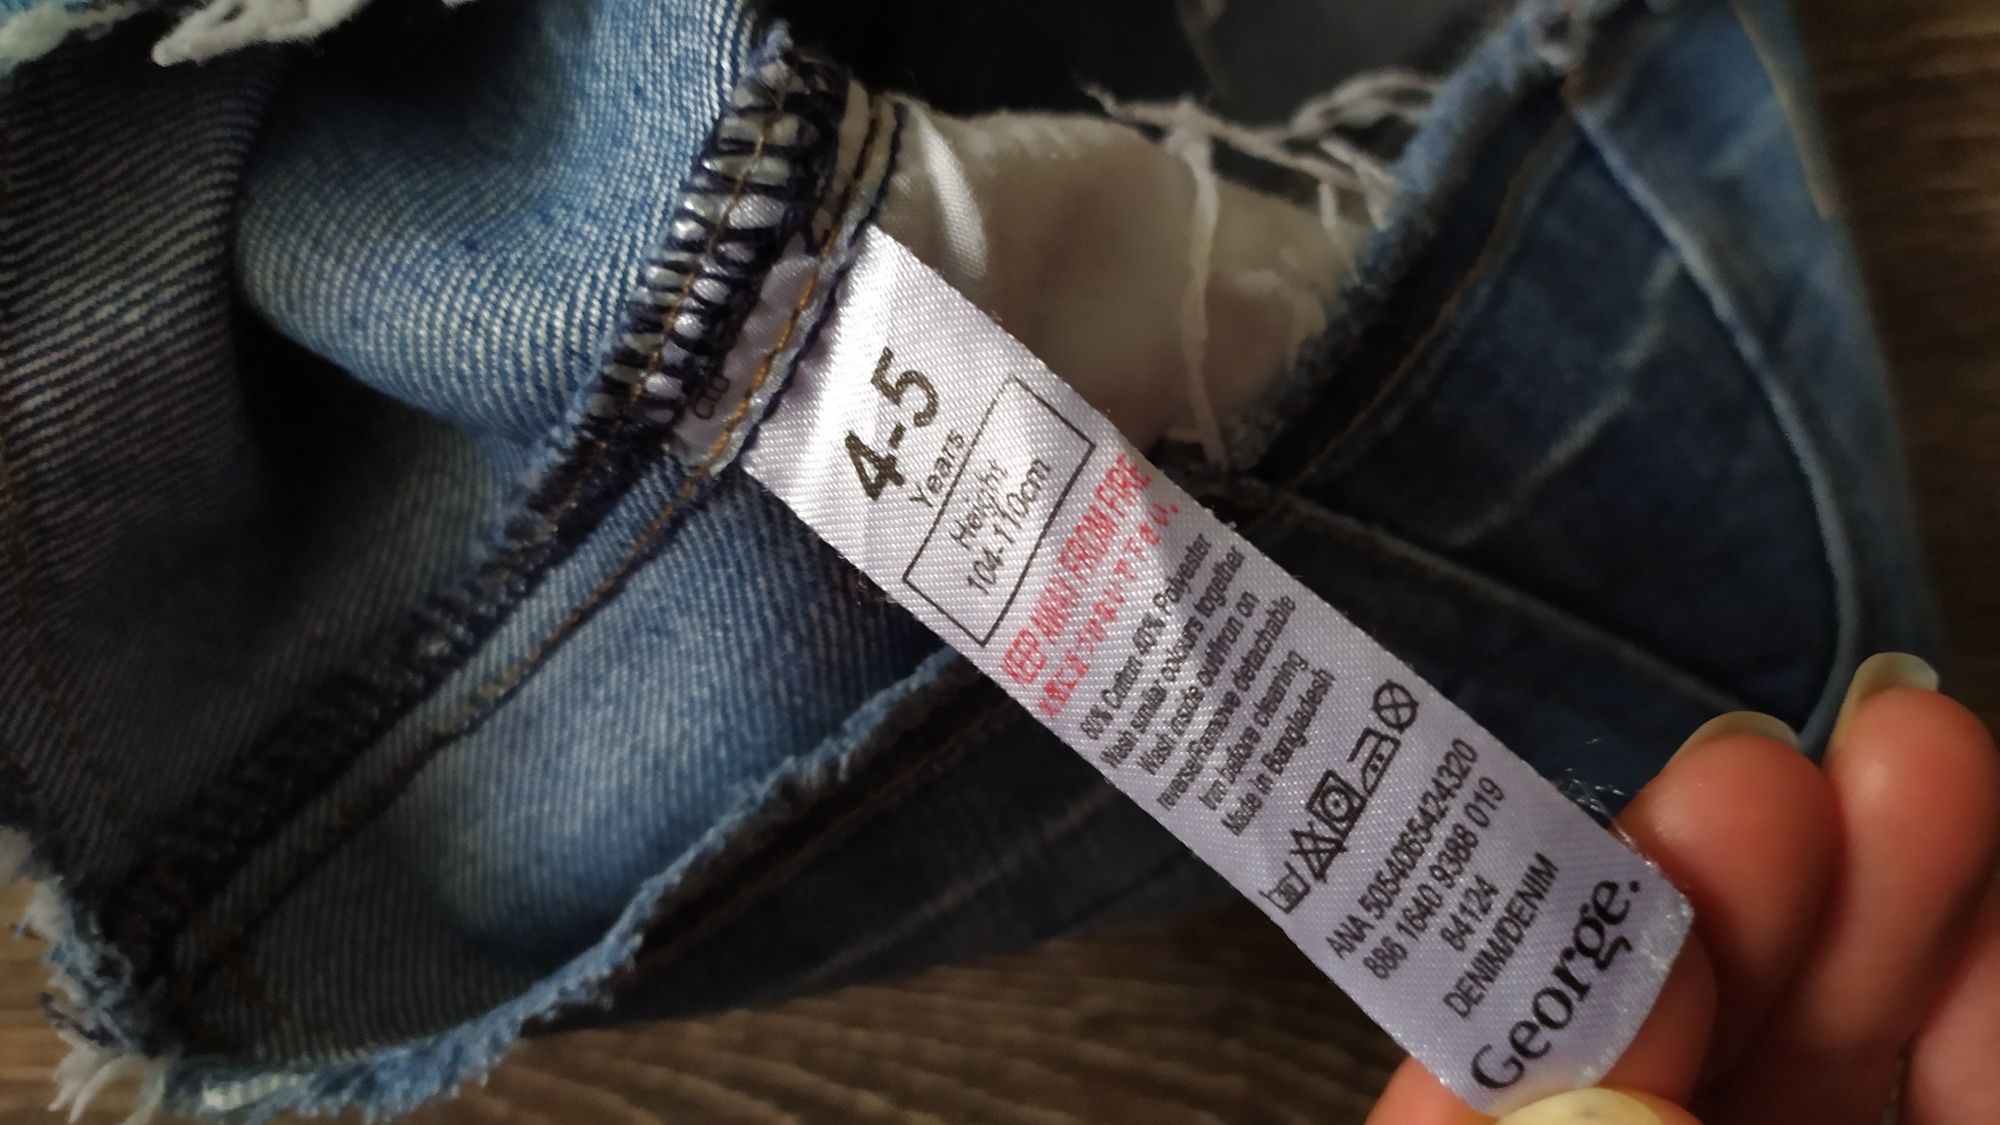 4-5
Years
Height
104-110cm
KEEP AWAY FROM FIRE
60% Cotton 40% Polyester
Wash similar colours together
Wash inside out/Iron on
reverse/Remove detachable
trim before cleaning
Made in Bangladesh
ANA 5054065424320
BB6 1640 9388 019
84124
DENIM/DENIM
George.